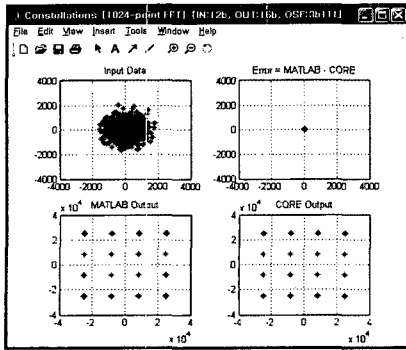 Constellations [1024-point FFT] [IN:12b, OUT:16b, OSF:3b111]
File Edit View Insert Tools Window Help
A
Input Data
Error = MATLAB - CORE
4000
2000
0
-2000
-4000
-4000 -2000 0 2000 4000
4000
2000
0
-2000
-4000
-4000 -2000 0 2000 4000
x 10^4
MATLAB Output
x 10^4
CORE Output
4
2
0
-2
-4
-4 -2 0 2 4
x 10^4
4
2
0
-2
-4
-4 -2 0 2 4
x 10^4